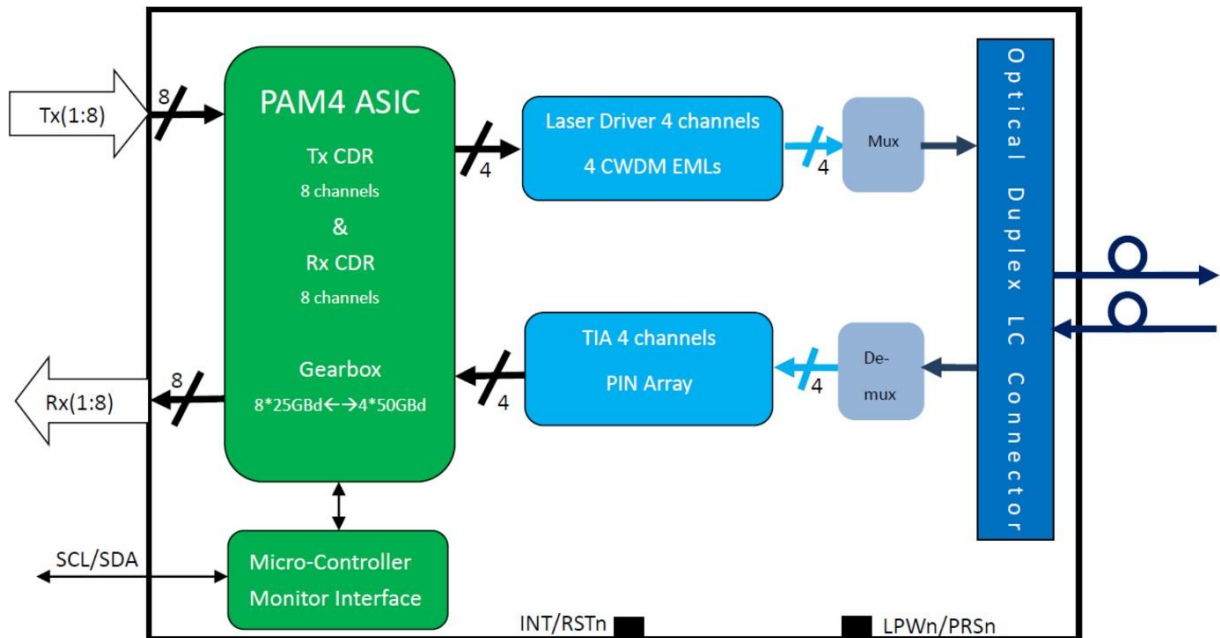 Tx(1:8)
8
PAM4 ASIC
Tx CDR
8 channels
&
Rx CDR
8 channels
Gearbox
8*25GBd←→4*50GBd
4
Laser Driver 4 channels
4 CWDM EMLs
4
Mux
Optical Duplex LC Connector
Rx(1:8)
8
4
TIA 4 channels
PIN Array
4
De-
mux
SCL/SDA
Micro-Controller
Monitor Interface
INT/RSTn
LPWn/PRSn